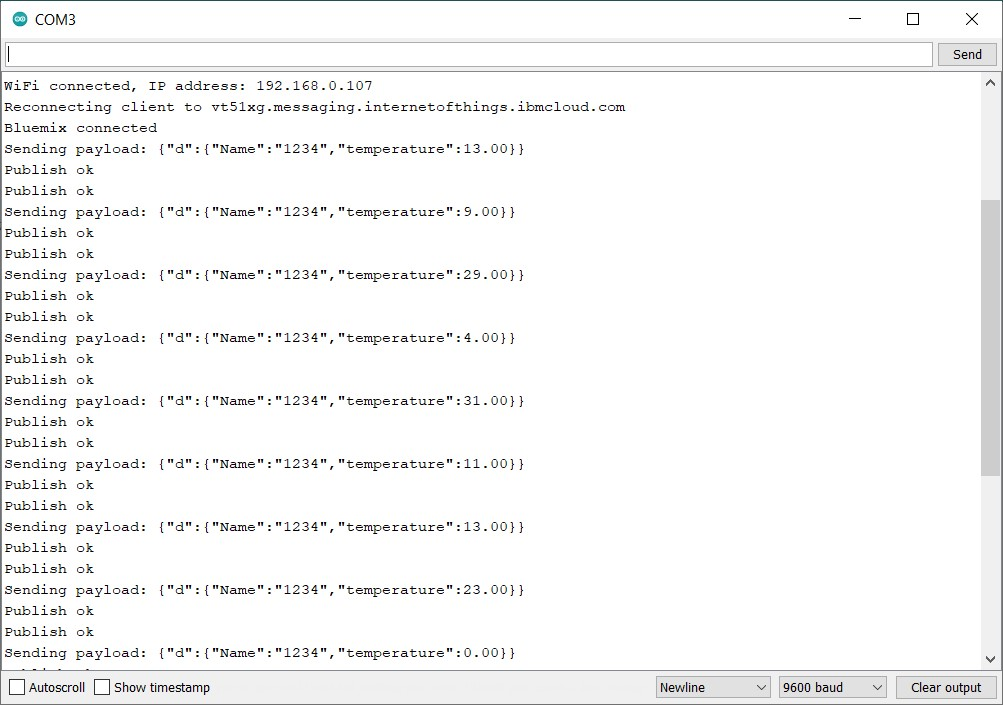 COM3
Send
WiFi connected, IP address: 192.168.0.107
Reconnecting client to vt51xg.messaging.internetofthings.ibmcloud.com
Bluemix connected
Sending payload: {"d":{"Name":"1234","temperature":13.00}}
Publish ok
Publish ok
Sending payload: {"d":{"Name":"1234","temperature":9.00}}
Publish ok
Publish ok
Sending payload: {"d":{"Name":"1234","temperature":29.00}}
Publish ok
Publish ok
Sending payload: {"d":{"Name":"1234","temperature":4.00}}
Publish ok
Publish ok
Sending payload: {"d":{"Name":"1234","temperature":31.00}}
Publish ok
Publish ok
Sending payload: {"d":{"Name":"1234","temperature":11.00}}
Publish ok
Publish ok
Sending payload: {"d":{"Name":"1234","temperature":13.00}}
Publish ok
Publish ok
Sending payload: {"d":{"Name":"1234","temperature":23.00}}
Publish ok
Publish ok
Sending payload: {"d":{"Name":"1234","temperature":0.00}}
Autoscroll Show timestamp Newline 9600 baud Clear output